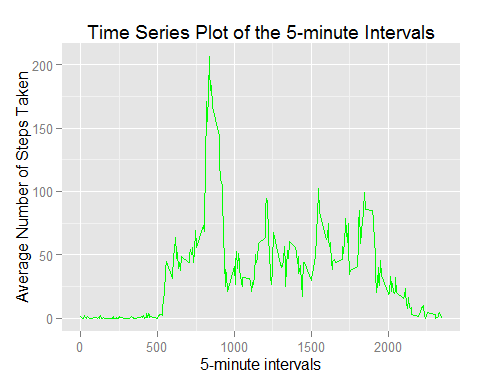 Time Series Plot of the 5-minute Intervals
Average Number of Steps Taken
200
150
100
50
0
0 500 1000 1500 2000
5-minute intervals